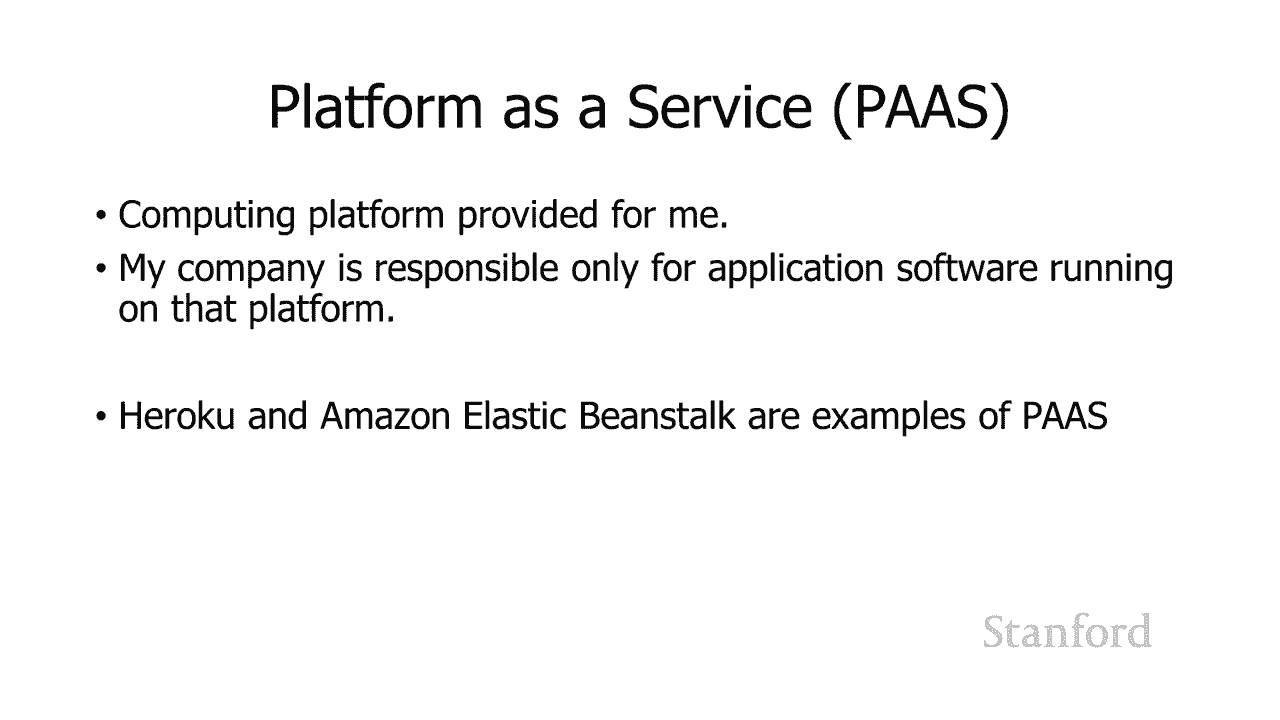 Platform as a Service (PAAS)
• Computing platform provided for me.
• My company is responsible only for application software running
on that platform.
• Heroku and Amazon Elastic Beanstalk are examples of PAAS
Stanford